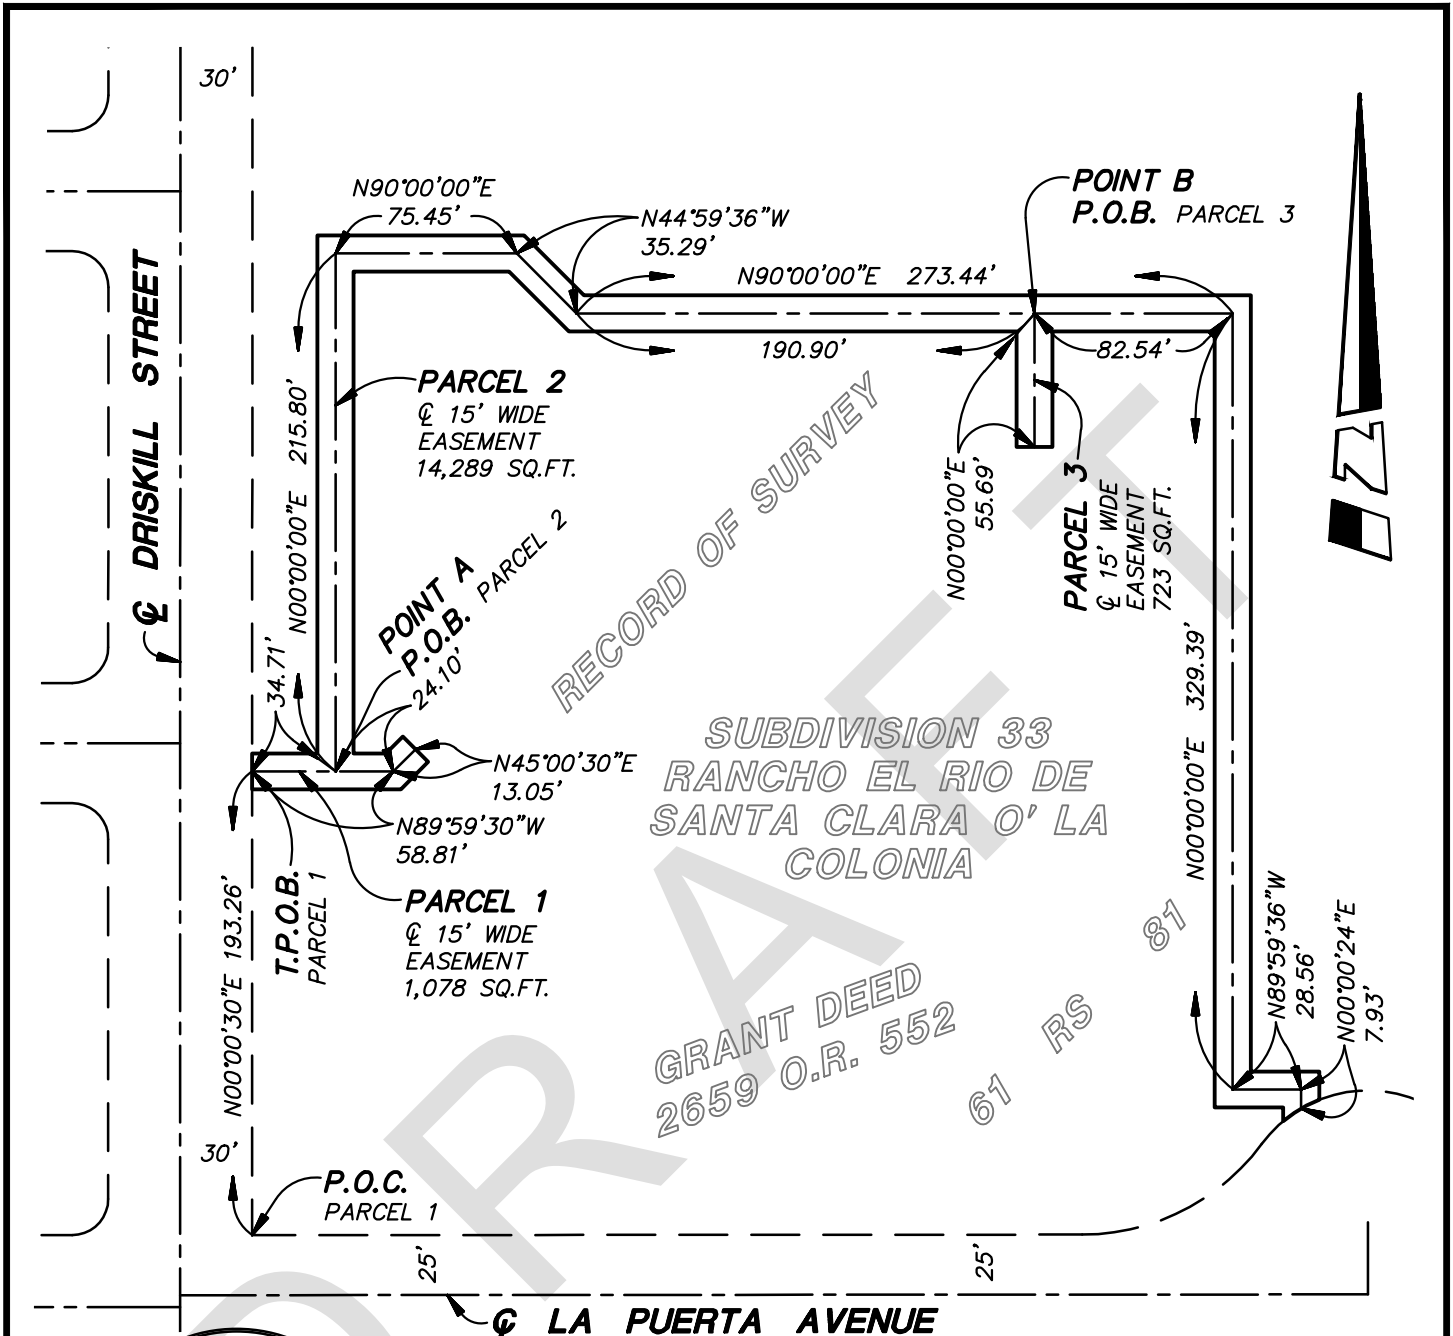 30'
N90°00'00"E
75.45'
N44°59'36"W
35.29'
POINT B
P.O.B. PARCEL 3
N90°00'00"E 273.44'
190.90'
82.54'
℄ DRISKILL STREET
N00°00'00"E 215.80'
PARCEL 2
℄ 15' WIDE
EASEMENT
14,289 SQ.FT.
N00°00'00"E
55.69'
PARCEL 3
℄ 15' WIDE
EASEMENT
723 SQ.FT.
N
RECORD OF SURVEY
POINT A
P.O.B. PARCEL 2
34.71'
24.10'
N45°00'30"E
13.05'
N89°59'30"W
58.81'
SUBDIVISION 33
RANCHO EL RIO DE
SANTA CLARA O' LA
COLONIA
N00°00'00"E 329.39'
T.P.O.B.
PARCEL 1
PARCEL 1
℄ 15' WIDE
EASEMENT
1,078 SQ.FT.
N00°00'30"E 193.26'
GRANT DEED
2659 O.R. 552
61 RS 81
N89°59'36"W
28.56'
N00°00'24"E
7.93'
30'
P.O.C.
PARCEL 1
25'
25'
℄ LA PUERTA AVENUE
DRAFT